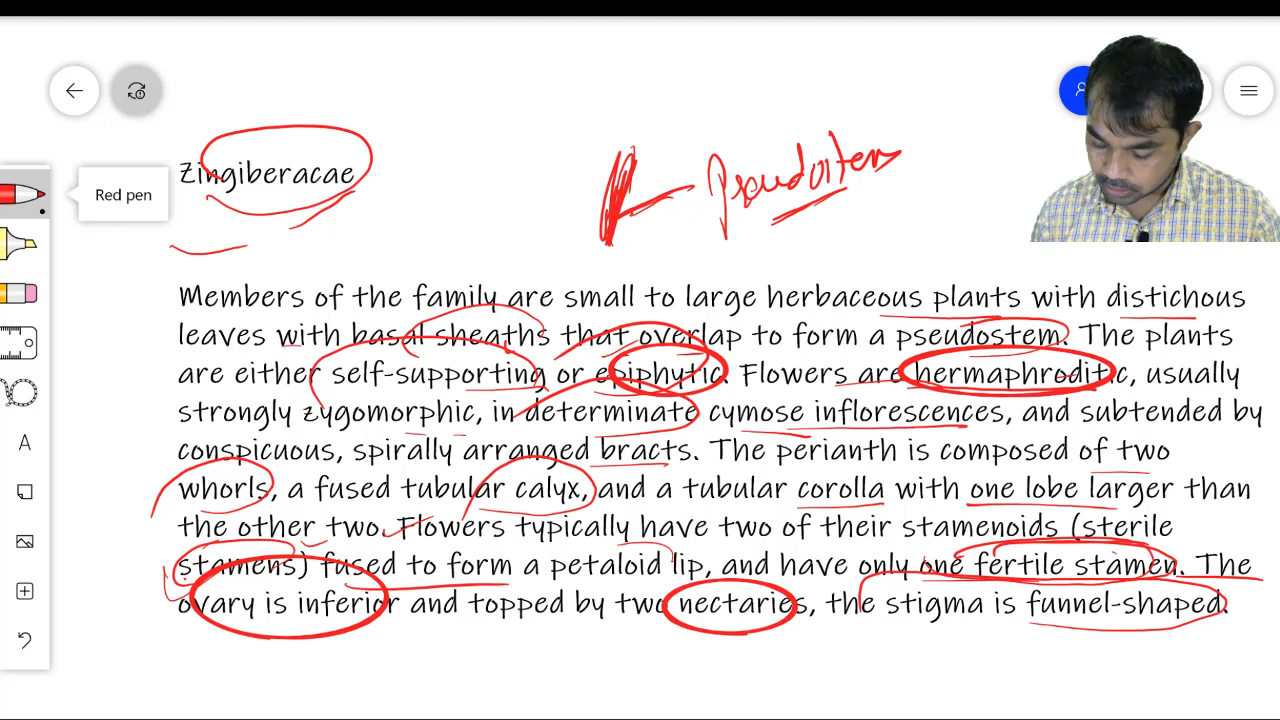 Zingiberacae
Pseudostem
Red pen
Members of the family are small to large herbaceous plants with distichous
leaves with basal sheaths that overlap to form a pseudostem. The plants
are either self-supporting or epiphytic. Flowers are hermaphroditic, usually
strongly zygomorphic, in determinate cymose inflorescences, and subtended by
conspicuous, spirally arranged bracts. The perianth is composed of two
whorls, a fused tubular calyx, and a tubular corolla with one lobe larger than
the other two. Flowers typically have two of their stamenoids (sterile
stamens) fused to form a petaloid lip, and have only one fertile stamen. The
ovary is inferior and topped by two nectaries, the stigma is funnel-shaped.
A